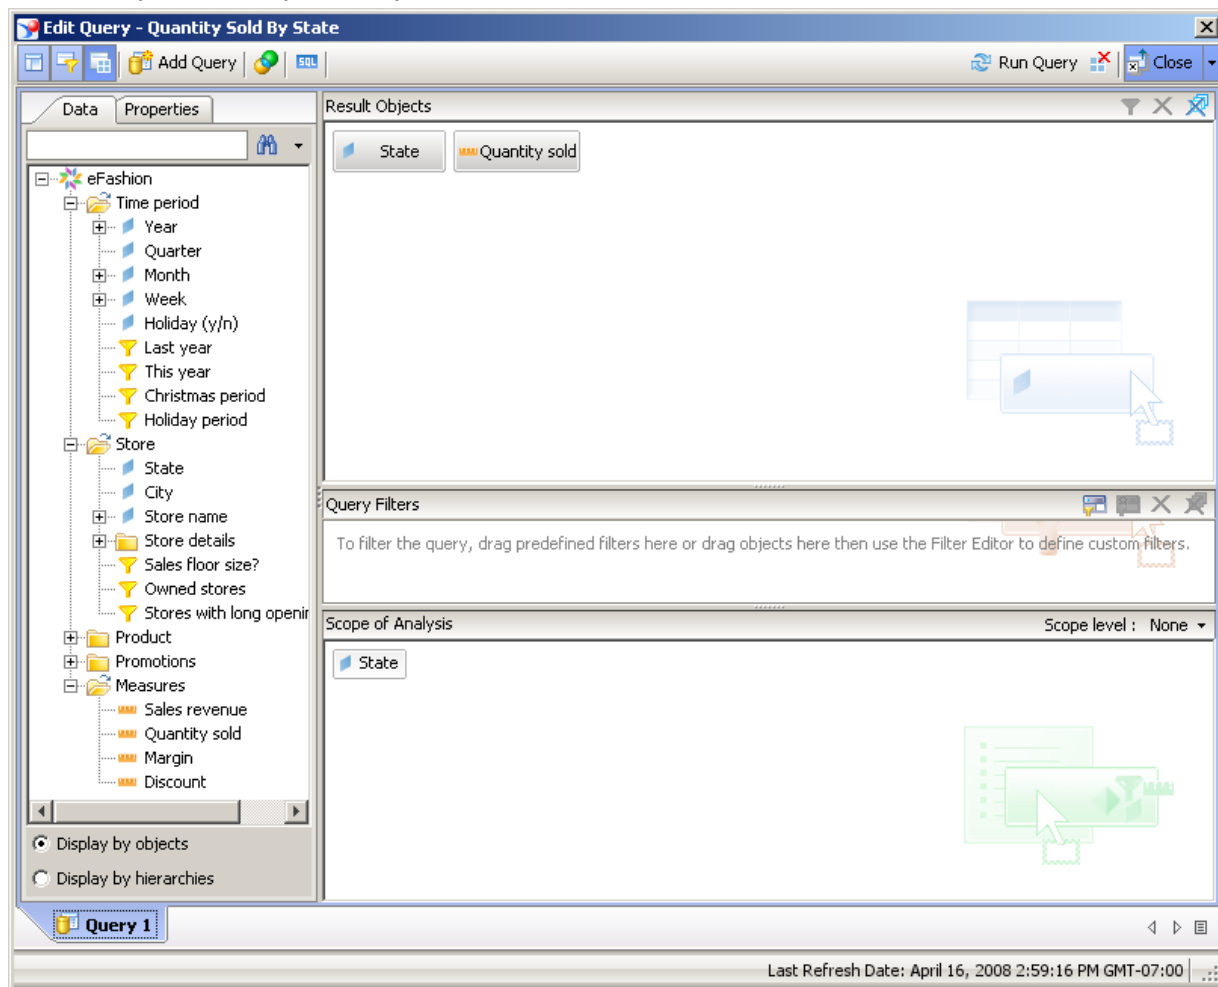 Edit Query - Quantity Sold By State
Add Query
SQL
Run Query
Close
Data
Properties
eFashion
Time period
Year
Quarter
Month
Week
Holiday (y/n)
Last year
This year
Christmas period
Holiday period
Store
State
City
Store name
Store details
Sales floor size?
Owned stores
Stores with long openin
Product
Promotions
Measures
Sales revenue
Quantity sold
Margin
Discount
Display by objects
Display by hierarchies
Result Objects
State
Quantity sold
Query Filters
To filter the query, drag predefined filters here or drag objects here then use the Filter Editor to define custom filters.
Scope of Analysis
Scope level : None
State
Query 1
Last Refresh Date: April 16, 2008 2:59:16 PM GMT-07:00